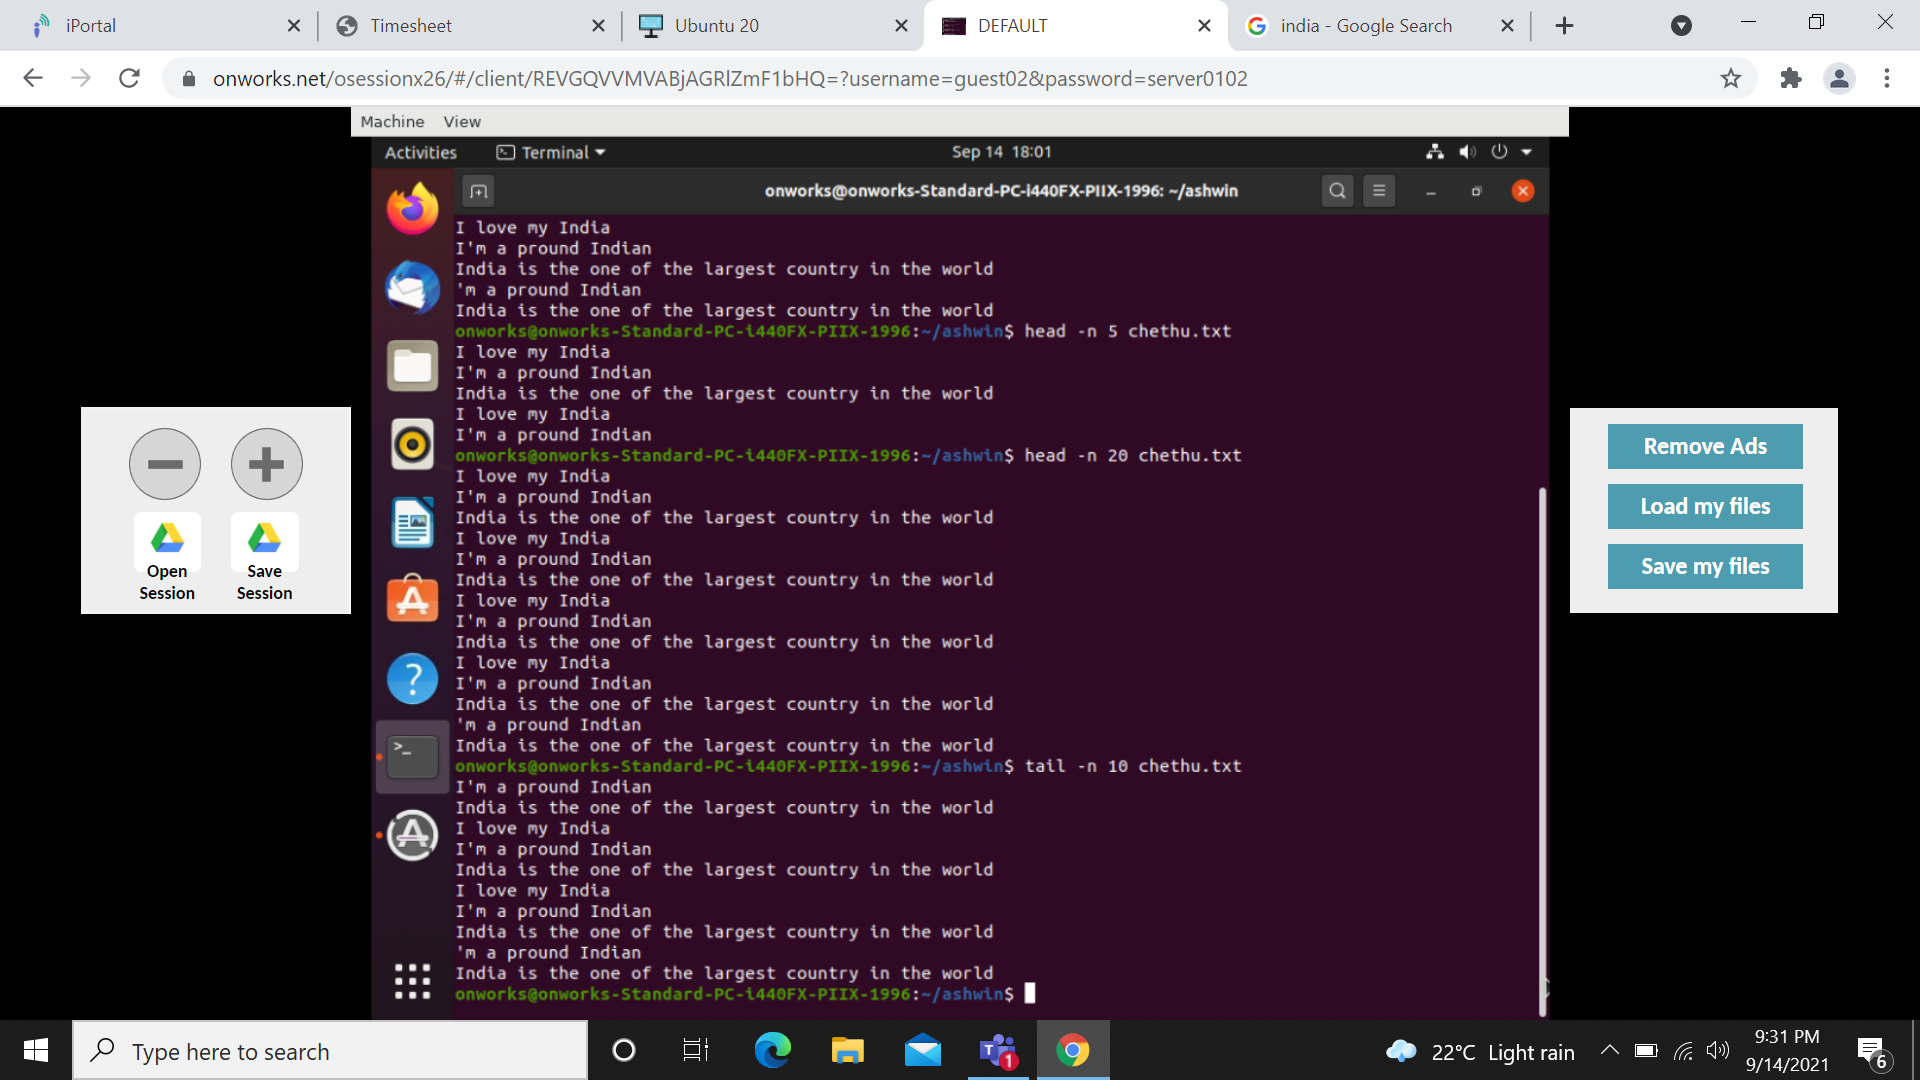 iPortal
Timesheet
Ubuntu 20
DEFAULT
india - Google Search
onworks.net/osessionx26/#/client/REVGQVVMVABjAGRlZmF1bHQ=?username=guest02&password=server0102
Machine View
Activities Terminal Sep 14 18:01
onworks@onworks-Standard-PC-i440FX-PIIX-1996: ~/ashwin
I love my India
I'm a pround Indian
India is the one of the largest country in the world
'm a pround Indian
India is the one of the largest country in the world
onworks@onworks-Standard-PC-i440FX-PIIX-1996:~/ashwin$ head -n 5 chethu.txt
I love my India
I'm a pround Indian
India is the one of the largest country in the world
I love my India
I'm a pround Indian
onworks@onworks-Standard-PC-i440FX-PIIX-1996:~/ashwin$ head -n 20 chethu.txt
I love my India
I'm a pround Indian
India is the one of the largest country in the world
I love my India
I'm a pround Indian
India is the one of the largest country in the world
I love my India
I'm a pround Indian
India is the one of the largest country in the world
I love my India
I'm a pround Indian
India is the one of the largest country in the world
'm a pround Indian
India is the one of the largest country in the world
onworks@onworks-Standard-PC-i440FX-PIIX-1996:~/ashwin$ tail -n 10 chethu.txt
I'm a pround Indian
India is the one of the largest country in the world
I love my India
I'm a pround Indian
India is the one of the largest country in the world
I love my India
I'm a pround Indian
India is the one of the largest country in the world
'm a pround Indian
India is the one of the largest country in the world
onworks@onworks-Standard-PC-i440FX-PIIX-1996:~/ashwin$
Open
Session
Save
Session
Remove Ads
Load my files
Save my files
Type here to search
1
22°C Light rain
9:31 PM
9/14/2021
6